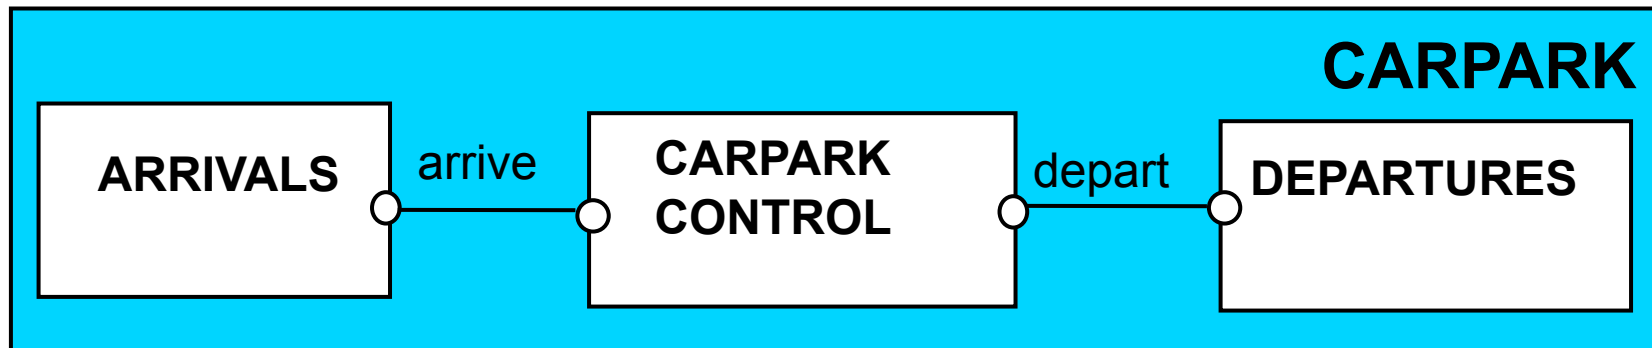 CARPARK
ARRIVALS
arrive
CARPARK
CONTROL
depart
DEPARTURES